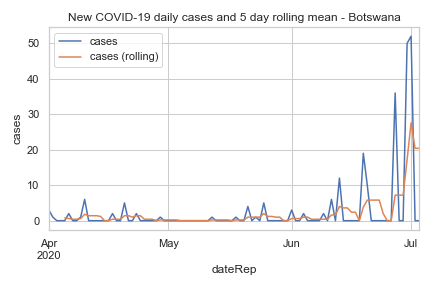 New COVID-19 daily cases and 5 day rolling mean - Botswana
cases
cases (rolling)
50
40
30
20
10
0
cases
Apr
2020
May
Jun
Jul
dateRep